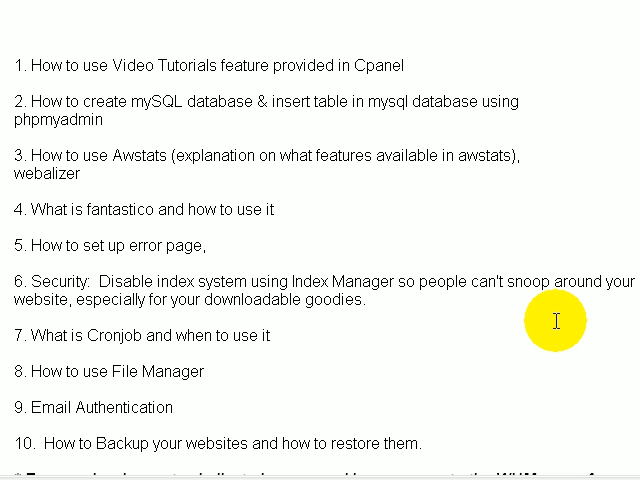 1. How to use Video Tutorials feature provided in Cpanel
2. How to create mySQL database & insert table in mysql database using
phpmyadmin
3. How to use Awstats (explanation on what features available in awstats),
webalizer
4. What is fantastico and how to use it
5. How to set up error page,
6. Security:  Disable index system using Index Manager so people can't snoop around your
website, especially for your downloadable goodies.
7. What is Cronjob and when to use it
8. How to use File Manager
9. Email Authentication
10.  How to Backup your websites and how to restore them.